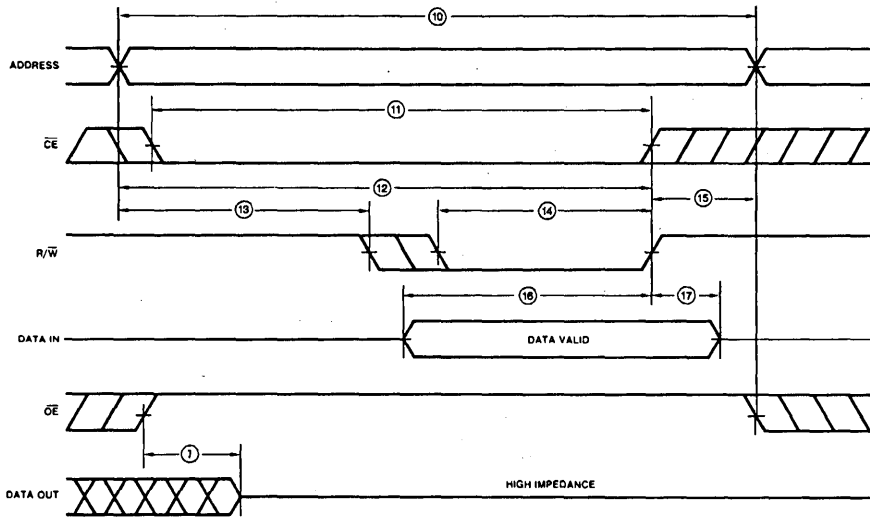 ⑩
ADDRESS
⑪
CE
⑫
⑬ ⑭ ⑮
R/W
⑯ ⑰
DATA IN DATA VALID
OE
⑦
HIGH IMPEDANCE
DATA OUT